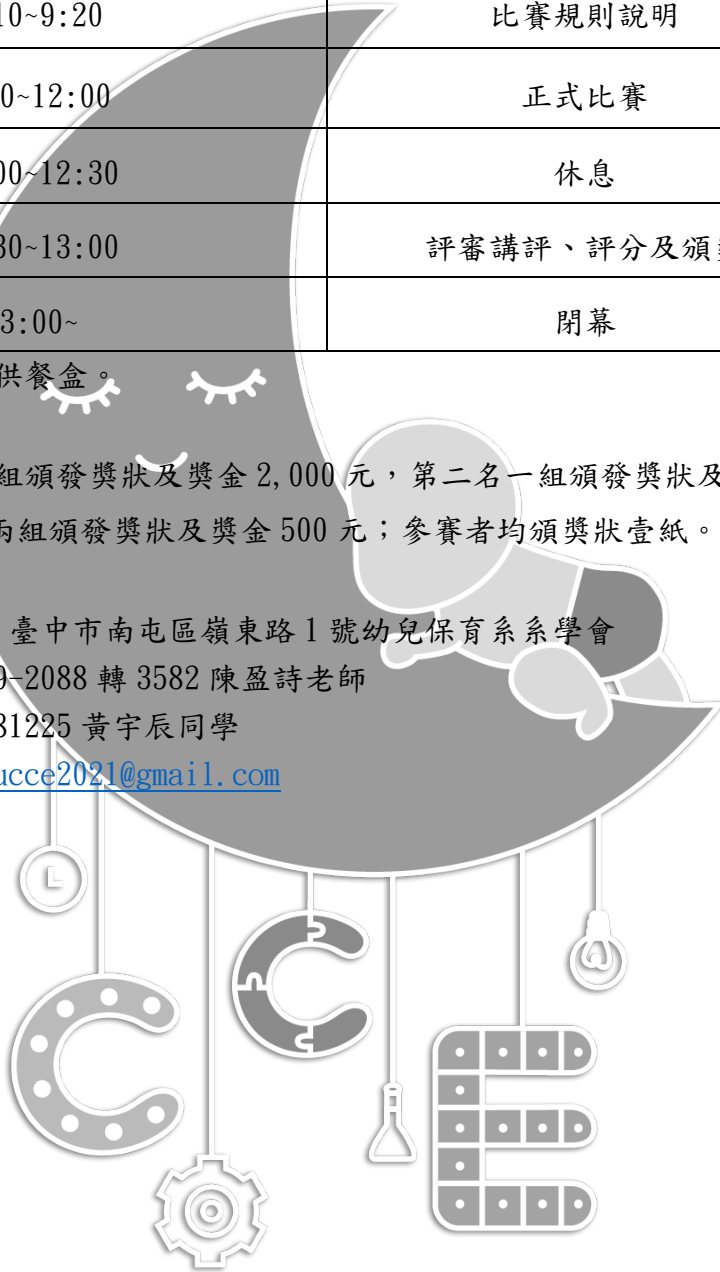 10~9:20 比賽規則說明
0~12:00 正式比賽
00~12:30 休息
30~13:00 評審講評、評分及頒
3:00~ 閉幕
供餐盒。
組頒發獎狀及獎金 2,000 元，第二名一組頒發獎狀及
兩組頒發獎狀及獎金 500 元；參賽者均頒獎狀壹紙。
臺中市南屯區嶺東路 1 號幼兒保育系系學會
9-2088 轉 3582 陳盈詩老師
81225 黃宇辰同學
ucce2021@gmail.com
C C E